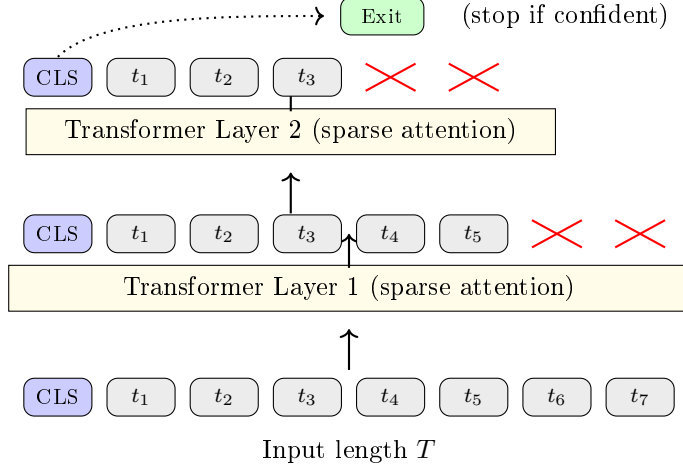 Exit (stop if confident)
CLS t₁ t₂ t₃
Transformer Layer 2 (sparse attention)
CLS t₁ t₂ t₃ t₄ t₅
Transformer Layer 1 (sparse attention)
CLS t₁ t₂ t₃ t₄ t₅ t₆ t₇
Input length T